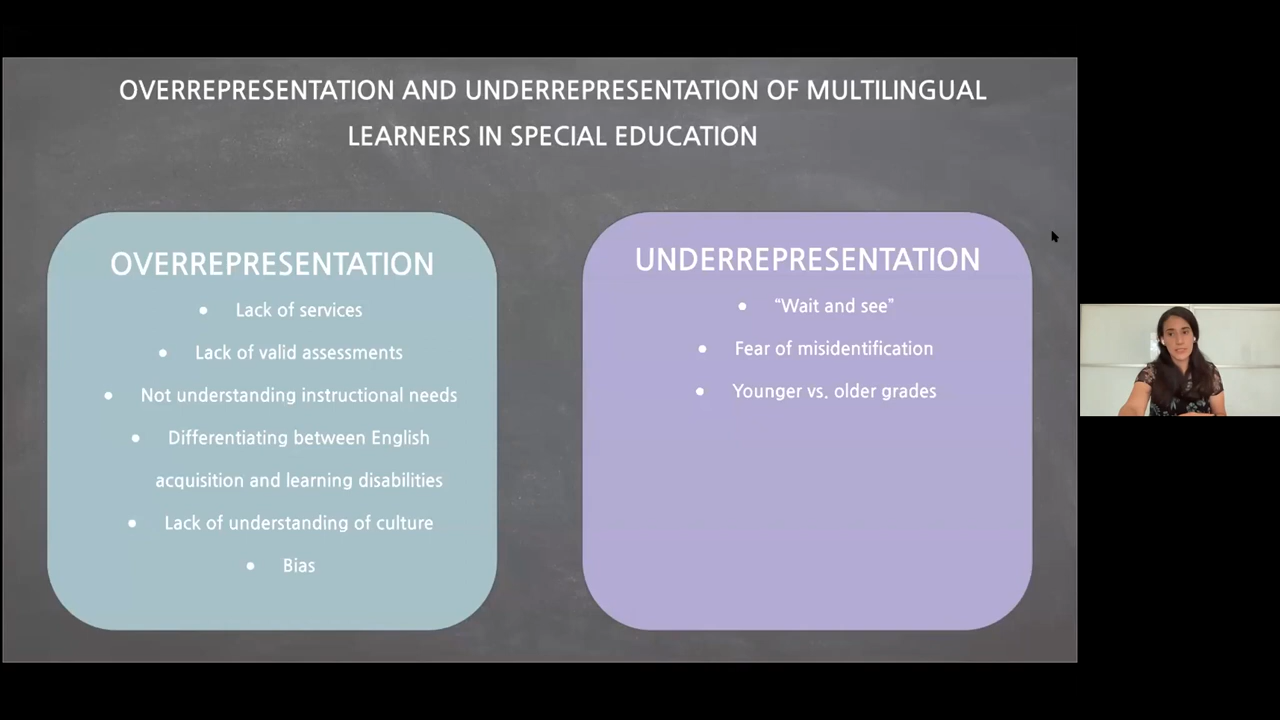 OVERREPRESENTATION AND UNDERREPRESENTATION OF MULTILINGUAL
LEARNERS IN SPECIAL EDUCATION
OVERREPRESENTATION
• Lack of services
• Lack of valid assessments
• Not understanding instructional needs
• Differentiating between English
acquisition and learning disabilities
• Lack of understanding of culture
• Bias
UNDERREPRESENTATION
• “Wait and see”
• Fear of misidentification
• Younger vs. older grades